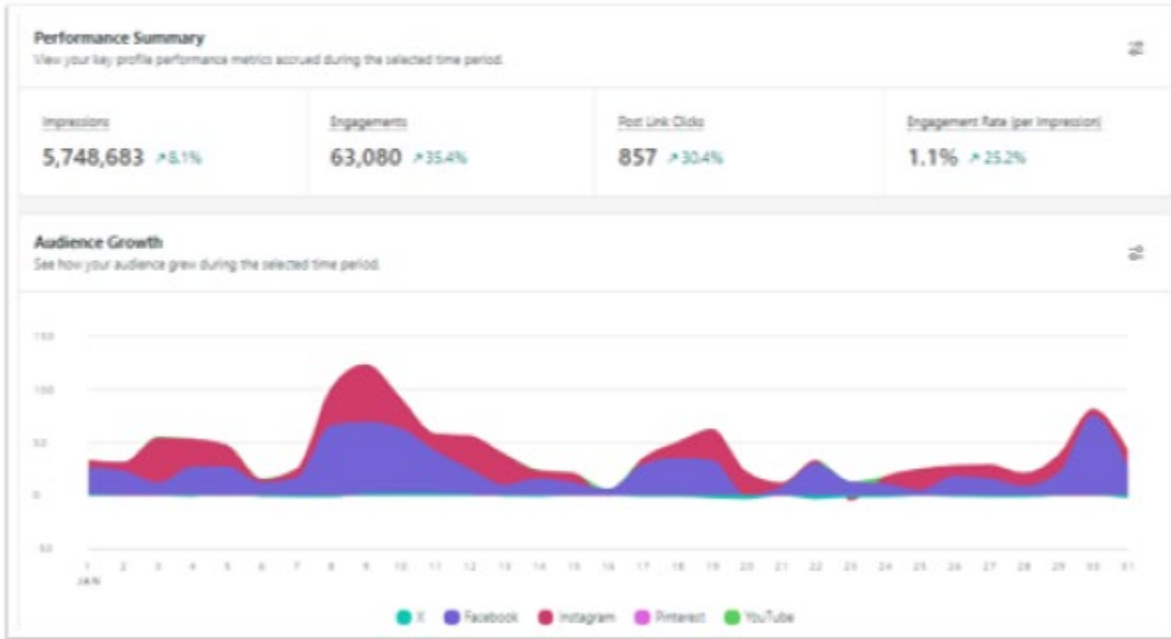 Performance Summary
View your key profile performance metrics accrued during the selected time period.
Impressions
5,748,683 ↗8.1%
Engagements
63,080 ↗35.4%
Post Link Clicks
857 ↗30.4%
Engagement Rate (per Impression)
1.1% ↗25.2%
Audience Growth
See how your audience grew during the selected time period.
150
100
50
0
-50
1 2 3 4 5 6 7 8 9 10 11 12 13 14 15 16 17 18 19 20 21 22 23 24 25 26 27 28 29 30 31
JAN
X Facebook Instagram Pinterest YouTube